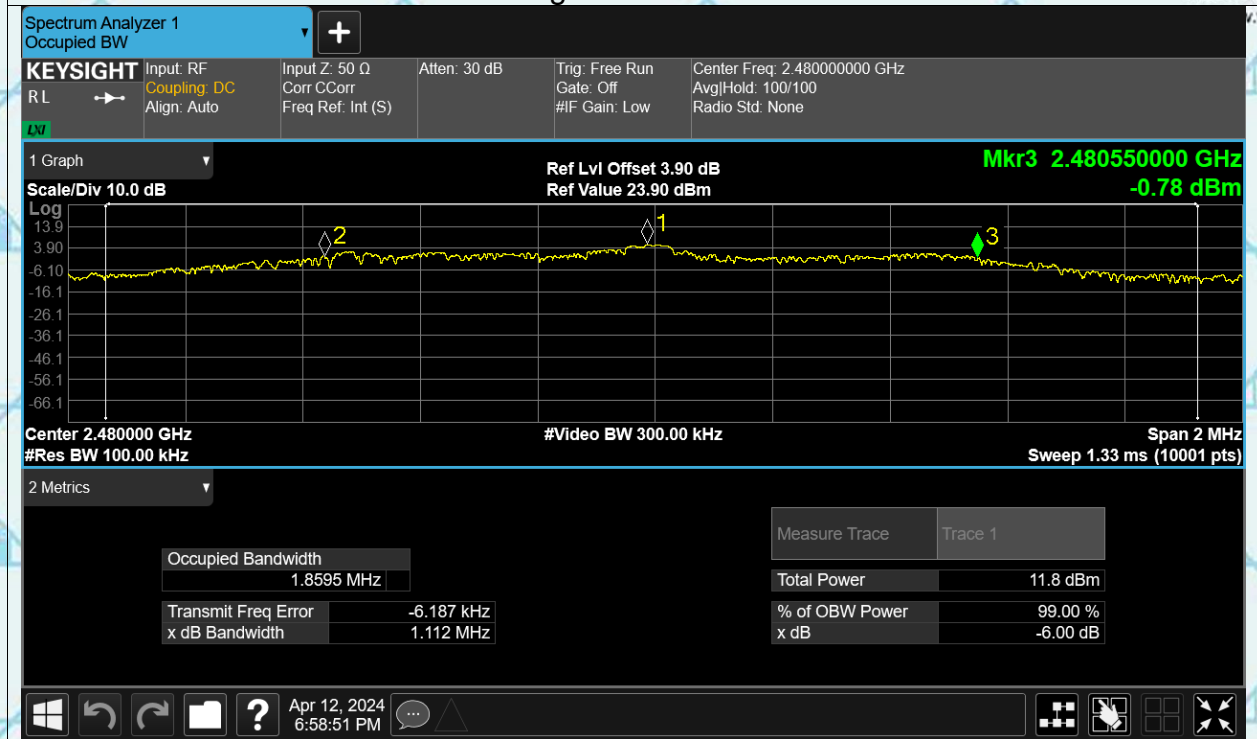 Spectrum Analyzer 1
Occupied BW
+
KEYSIGHT
R L
LXI
Input: RF
Coupling: DC
Align: Auto
Input Z: 50 Ω
Corr CCorr
Freq Ref: Int (S)
Atten: 30 dB
Trig: Free Run
Gate: Off
#IF Gain: Low
Center Freq: 2.480000000 GHz
Avg|Hold: 100/100
Radio Std: None
1 Graph
Scale/Div 10.0 dB
Ref Lvl Offset 3.90 dB
Ref Value 23.90 dBm
Mkr3 2.480550000 GHz
-0.78 dBm
Log
13.9
3.90
-6.10
-16.1
-26.1
-36.1
-46.1
-56.1
-66.1
2
1
3
Center 2.480000 GHz
#Res BW 100.00 kHz
#Video BW 300.00 kHz
Span 2 MHz
Sweep 1.33 ms (10001 pts)
2 Metrics
Measure Trace Trace 1
Occupied Bandwidth
1.8595 MHz
Total Power 11.8 dBm
Transmit Freq Error -6.187 kHz
% of OBW Power 99.00 %
x dB Bandwidth 1.112 MHz
x dB -6.00 dB
?
Apr 12, 2024
6:58:51 PM